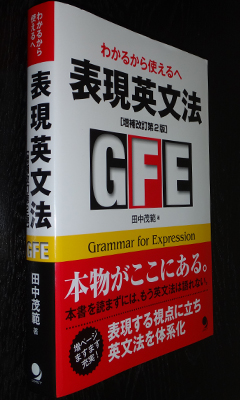 わかるから使えるへ
表現英文法
[増補改訂第2版]
GFE
田中茂範 著
Grammar for Expression
本物がここにある。
本書を読まずには、もう英文法は語れない。
増ページ
ますます
充実!
表現する視点に立ち
英文法を体系化
わかるから
使えるへ
表現英文法
GFE
田中茂範 著